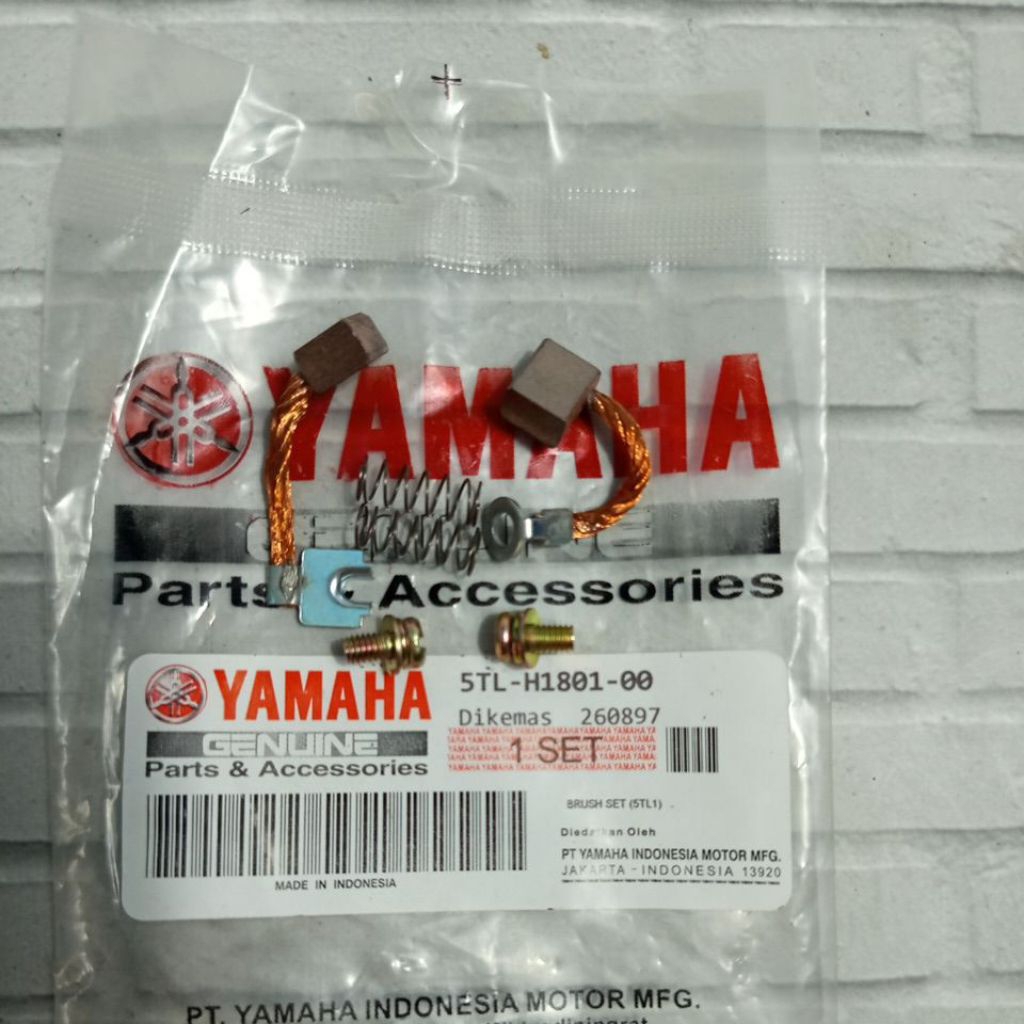 YAMAHA
GENUINE
Parts & Accessories
YAMAHA
GENUINE
Parts & Accessories
5TL-H1801-00
Dikemas 260897
1 SET
BRUSH SET (5TL1)
Oleh
PT YAMAHA INDONESIA MOTOR MFG.
JAKARTA - INDONESIA 13920
MADE IN INDONESIA
PT. YAMAHA INDONESIA MOTOR MFG.